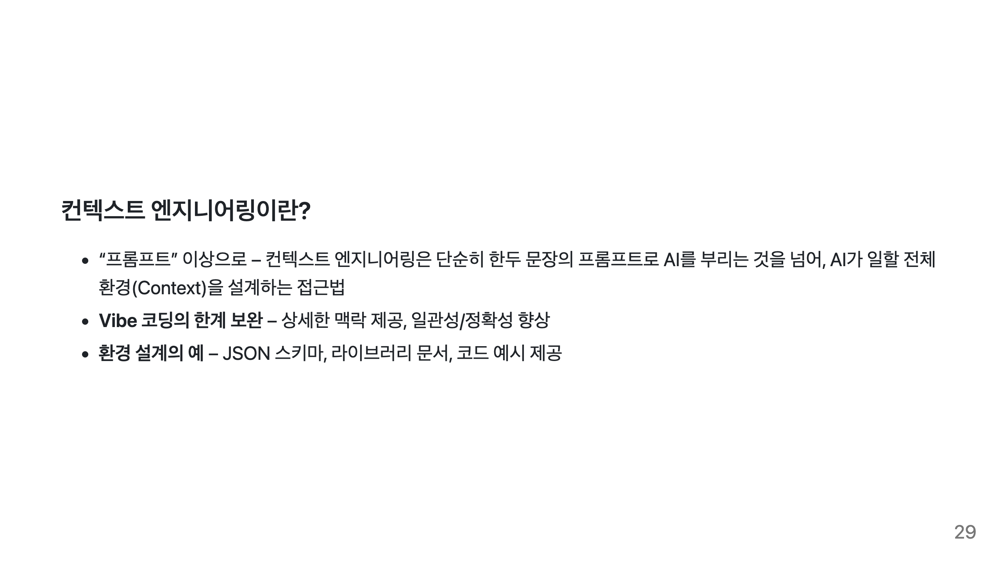 컨텍스트 엔지니어링이란?
• “프롬프트” 이상으로 – 컨텍스트 엔지니어링은 단순히 한두 문장의 프롬프트로 AI를 부리는 것을 넘어, AI가 일할 전체
환경(Context)을 설계하는 접근법
• Vibe 코딩의 한계 보완 – 상세한 맥락 제공, 일관성/정확성 향상
• 환경 설계의 예 – JSON 스키마, 라이브러리 문서, 코드 예시 제공
29